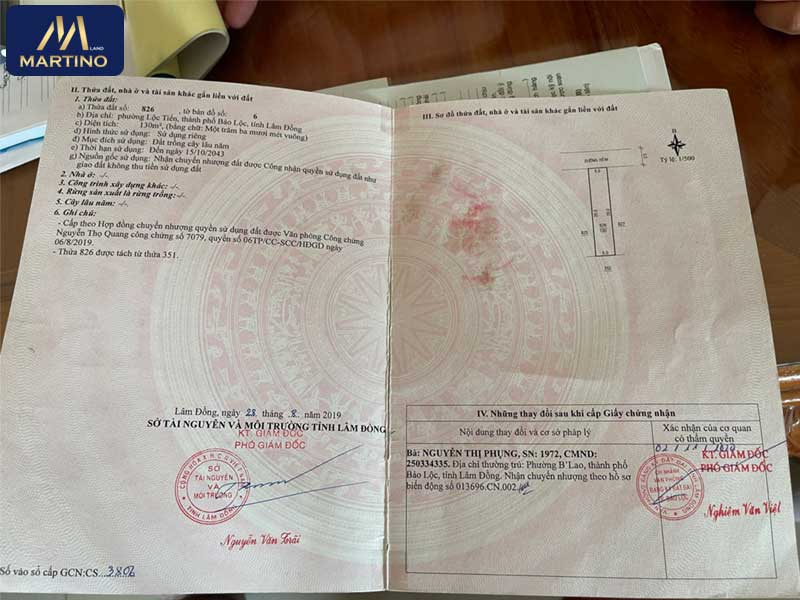 M
LAND
MARTINO
II. Thửa đất, nhà ở và tài sản khác gắn liền với đất
1. Thửa đất:
a) Thửa đất số: 826 , tờ bản đồ số: 6
b) Địa chỉ: phường Lộc Tiến, thành phố Bảo Lộc, tỉnh Lâm Đồng
c) Diện tích: 130m², (bằng chữ: Một trăm ba mươi mét vuông)
d) Hình thức sử dụng: Sử dụng riêng
đ) Mục đích sử dụng: Đất trồng cây lâu năm
e) Thời hạn sử dụng: Đến ngày 15/10/2043
g) Nguồn gốc sử dụng: Nhận chuyển nhượng đất được Công nhận quyền sử dụng đất như
giao đất không thu tiền sử dụng đất
2. Nhà ở: -/-
3. Công trình xây dựng khác: -/-
4. Rừng sản xuất là rừng trồng: -/-
5. Cây lâu năm: -/-
6. Ghi chú:
- Cấp theo Hợp đồng chuyển nhượng quyền sử dụng đất được Văn phòng Công chứng
Nguyễn Thọ Quang công chứng số 7079, quyển số 06TP/CC-SCC/HĐGD ngày
06/8/2019.
- Thửa 826 được tách từ thửa 351.
Lâm Đồng, ngày 28 tháng 8 năm 2019
SỞ TÀI NGUYÊN VÀ MÔI TRƯỜNG TỈNH LÂM ĐỒNG
KT. GIÁM ĐỐC
PHÓ GIÁM ĐỐC
SỞ
TÀI NGUYÊN
VÀ
MÔI TRƯỜNG
TỈNH LÂM ĐỒNG
Nguyễn Văn Trãi
Số vào sổ cấp GCN:CS 3806
III. Sơ đồ thửa đất, nhà ở và tài sản khác gắn liền với đất
ĐƯỜNG HẺM
Tỷ lệ: 1/500
IV. Những thay đổi sau khi cấp Giấy chứng nhận
Nội dung thay đổi và cơ sở pháp lý
Xác nhận của cơ quan
có thẩm quyền
Bà: NGUYỄN THỊ PHỤNG, SN: 1972, CMND:
250334335. Địa chỉ thường trú: Phường B'Lao, thành phố
Bảo Lộc, tỉnh Lâm Đồng. Nhận chuyển nhượng theo hồ sơ
biến động số 013696.CN.002
KT. GIÁM ĐỐC
PHÓ GIÁM ĐỐC
CHI NHÁNH
VĂN PHÒNG
ĐĂNG KÝ ĐẤT ĐAI
Nghiêm Văn Việt